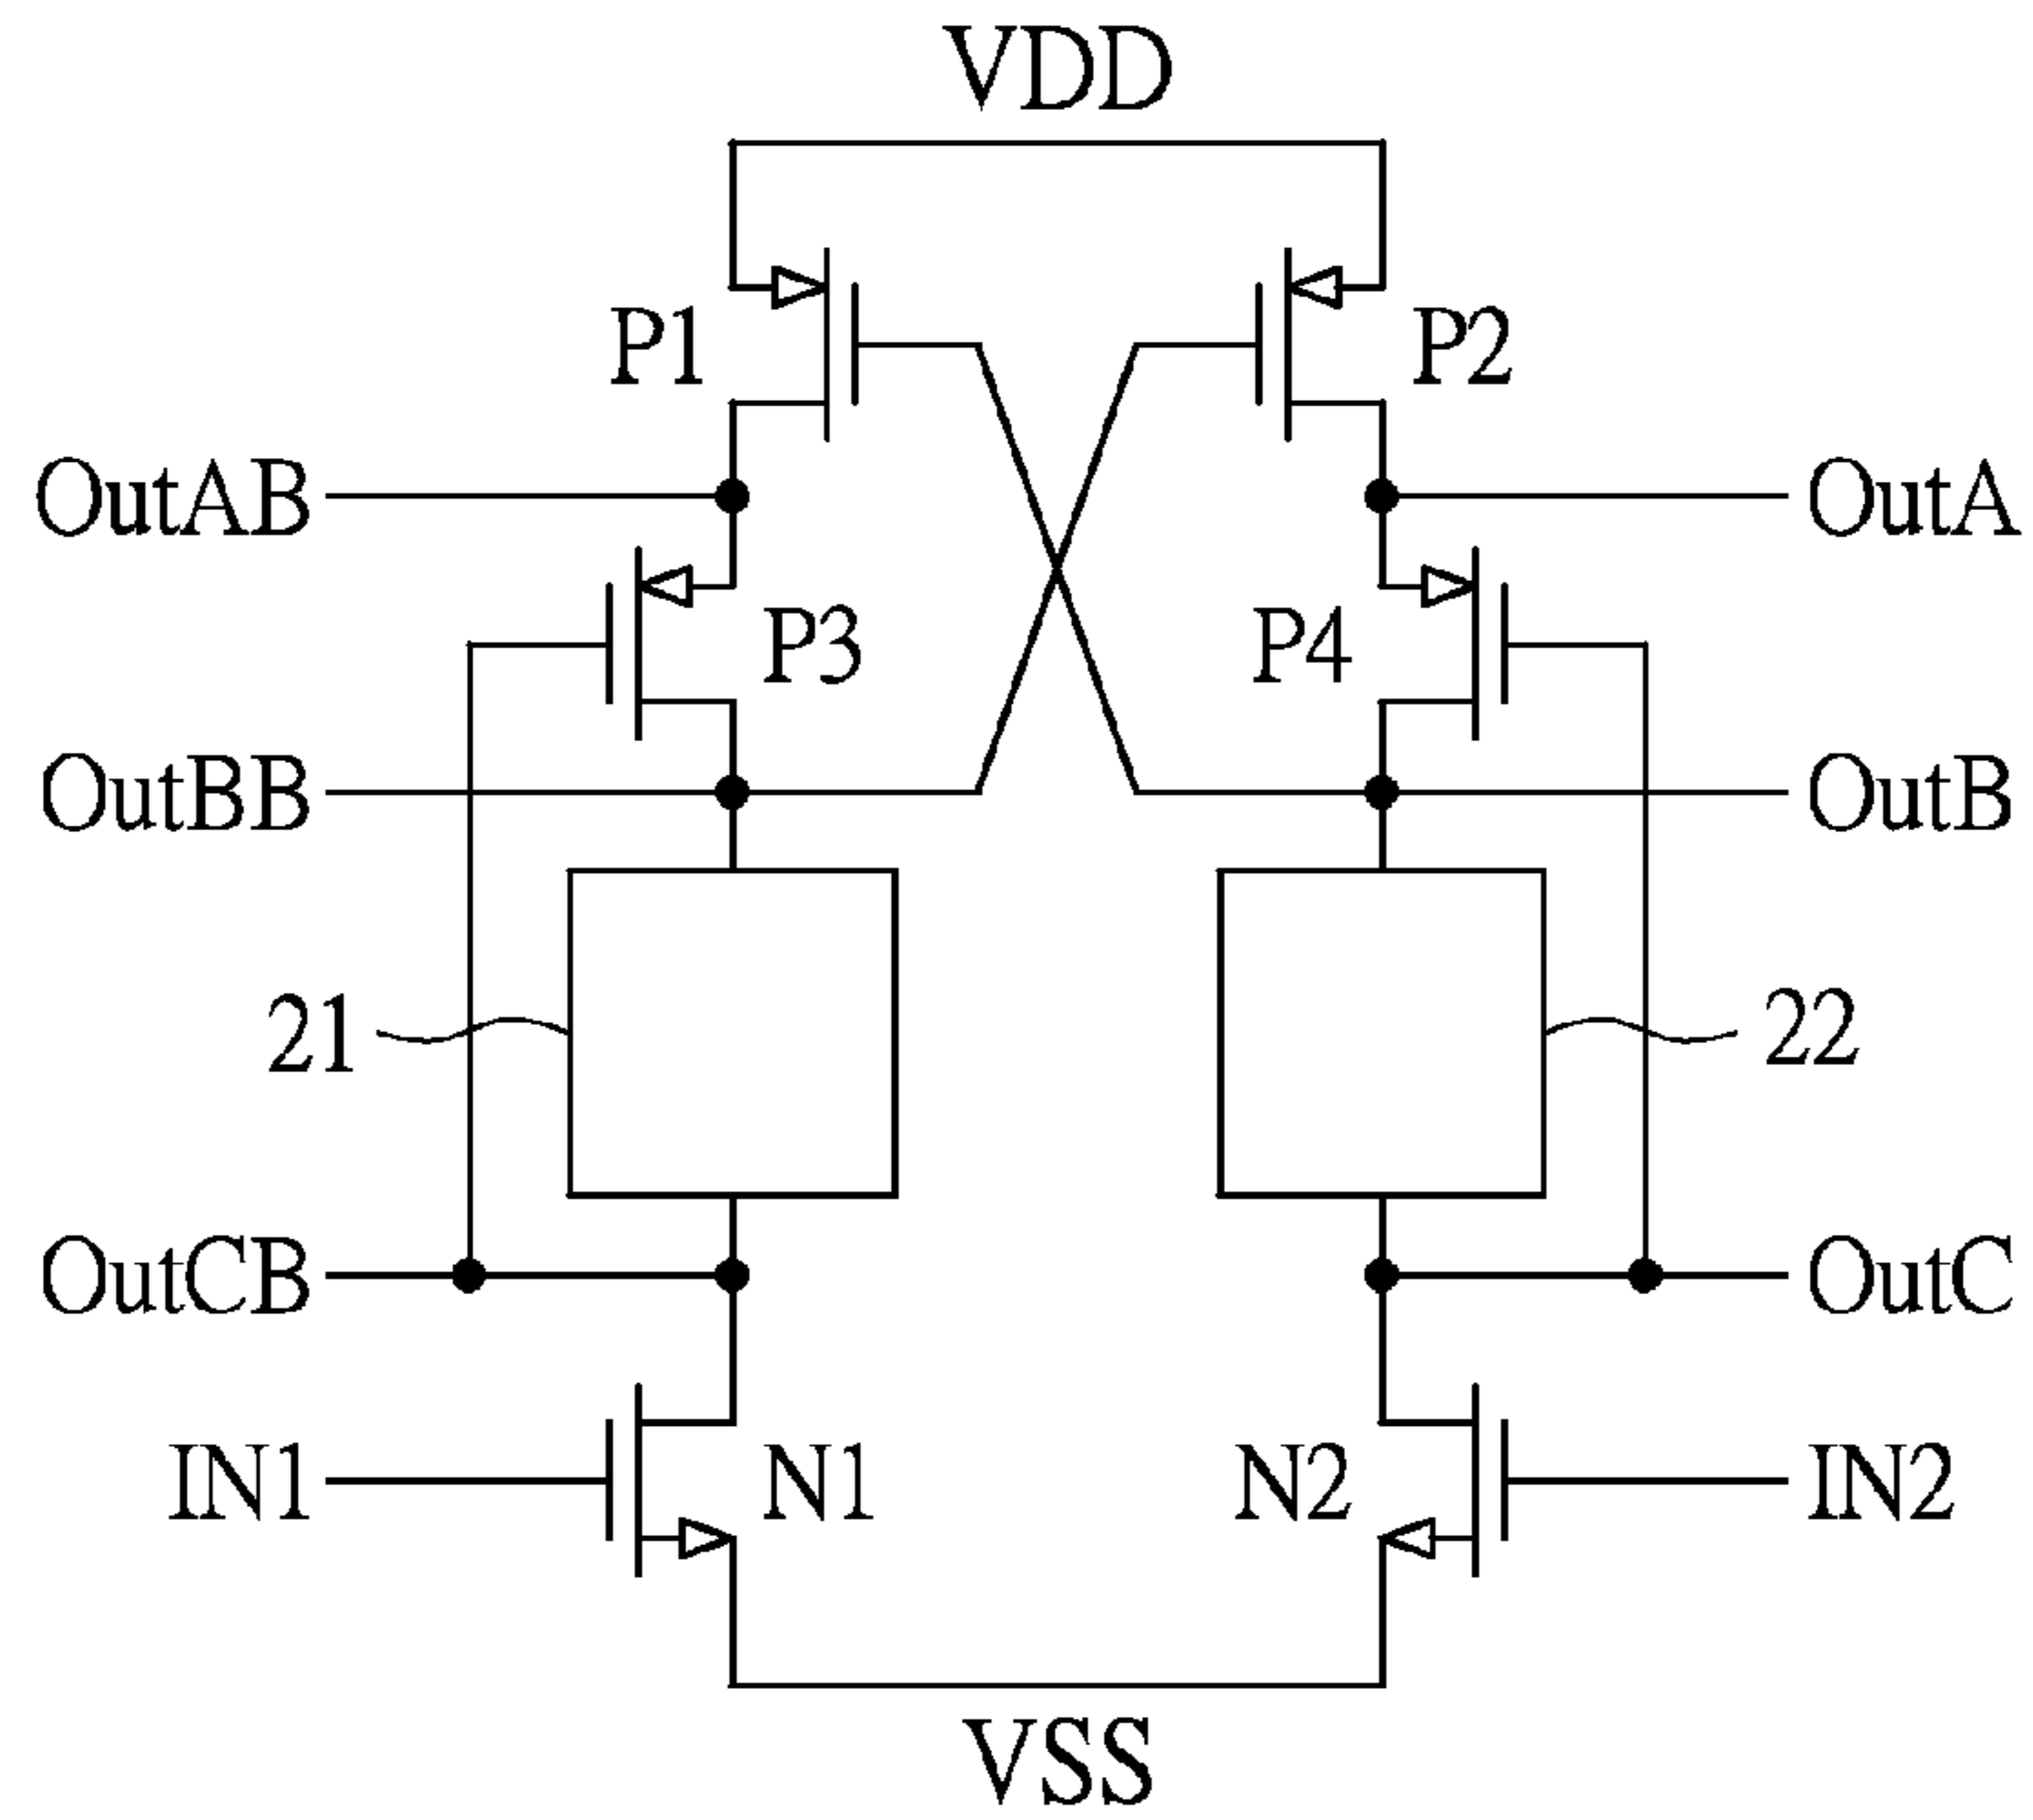 VDD
P1 P2
OutAB OutA
P3 P4
OutBB OutB
21 22
OutCB OutC
IN1 N1 N2 IN2
VSS